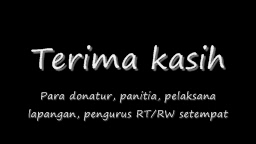 Terima kasih
Para donatur, panitia, pelaksana
lapangan, pengurus RT/RW setempat